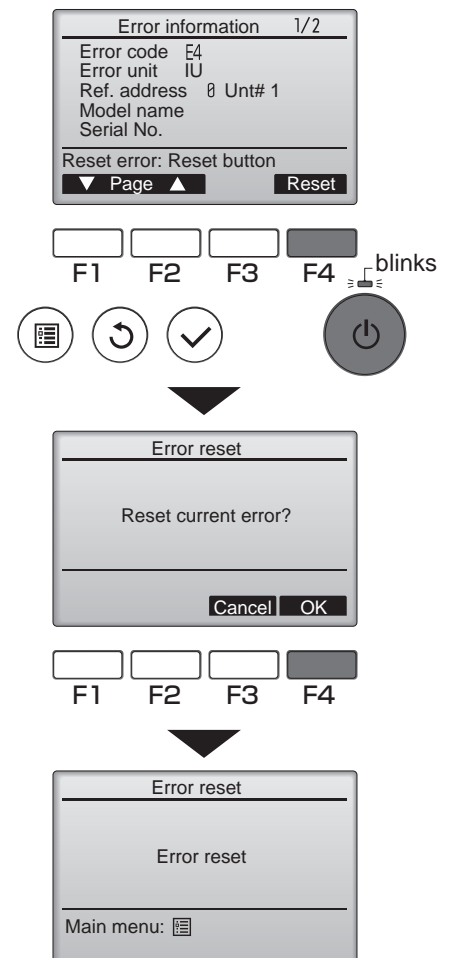 Error information 1/2
Error code E4
Error unit IU
Ref. address 0 Unt# 1
Model name
Serial No.
Reset error: Reset button
▼ Page ▲ Reset
F1 F2 F3 F4
blinks
Error reset
Reset current error?
Cancel OK
F1 F2 F3 F4
Error reset
Error reset
Main menu: